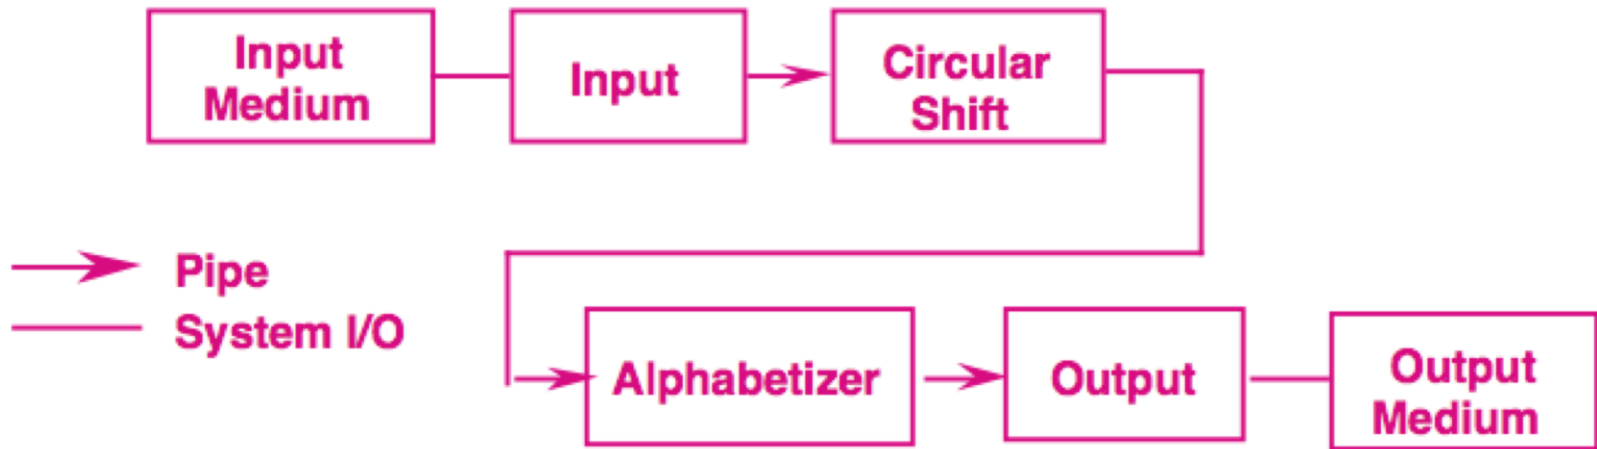 Input
Medium
Input
Circular
Shift
Pipe
System I/O
Alphabetizer
Output
Output
Medium